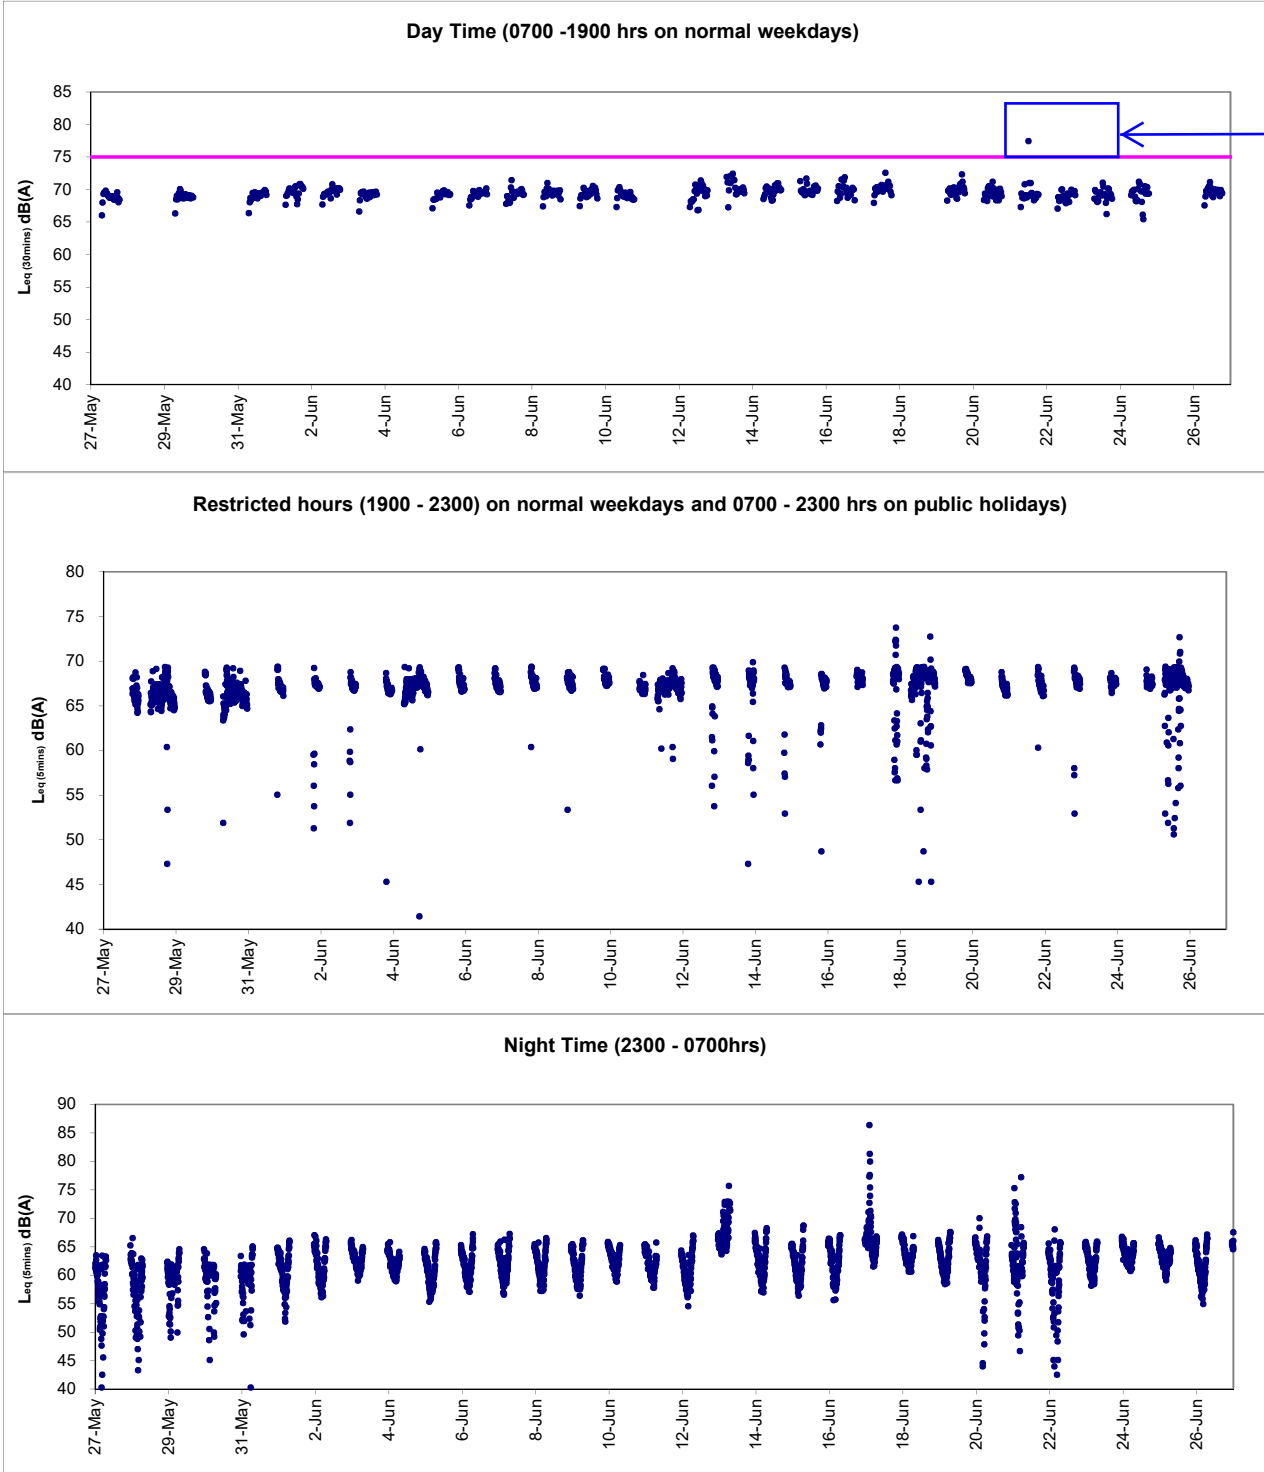 Day Time (0700 -1900 hrs on normal weekdays)
85
80
75
70
65
60
55
50
45
40
Leq (30mins) dB(A)
27-May
29-May
31-May
2-Jun
4-Jun
6-Jun
8-Jun
10-Jun
12-Jun
14-Jun
16-Jun
18-Jun
20-Jun
22-Jun
24-Jun
26-Jun
Restricted hours (1900 - 2300) on normal weekdays and 0700 - 2300 hrs on public holidays)
80
75
70
65
60
55
50
45
40
Leq (5mins) dB(A)
27-May
29-May
31-May
2-Jun
4-Jun
6-Jun
8-Jun
10-Jun
12-Jun
14-Jun
16-Jun
18-Jun
20-Jun
22-Jun
24-Jun
26-Jun
Night Time (2300 - 0700hrs)
90
85
80
75
70
65
60
55
50
45
40
Leq (5mins) dB(A)
27-May
29-May
31-May
2-Jun
4-Jun
6-Jun
8-Jun
10-Jun
12-Jun
14-Jun
16-Jun
18-Jun
20-Jun
22-Jun
24-Jun
26-Jun